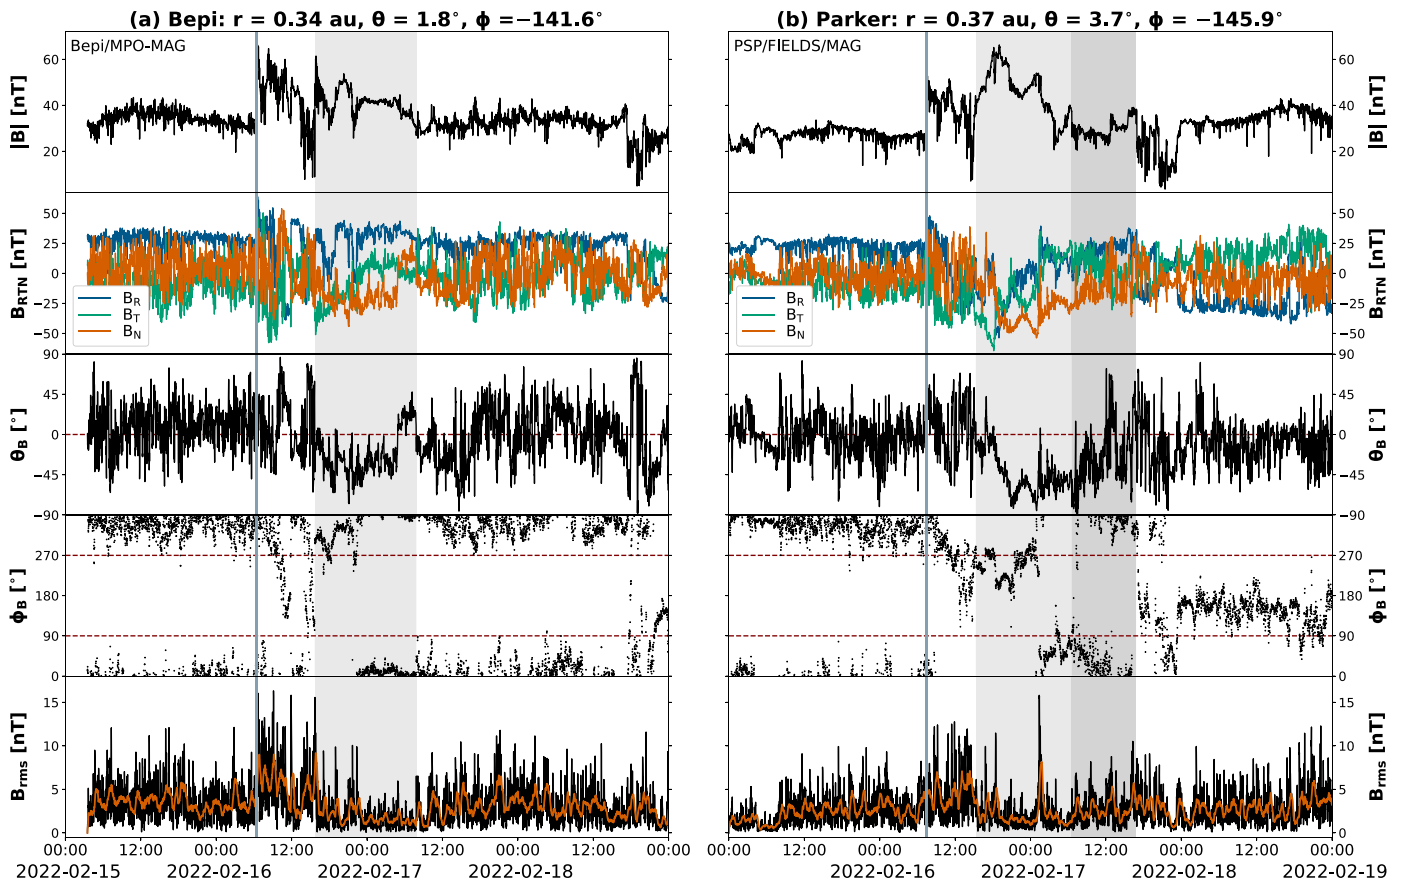 (a) Bepi: r = 0.34 au, θ = 1.8°, ϕ =−141.6°
(b) Parker: r = 0.37 au, θ = 3.7°, ϕ = −145.9°
Bepi/MPO-MAG
PSP/FIELDS/MAG
|B| [nT]
60
40
20
60
40
20
|B| [nT]
B_RTN [nT]
50
25
0
−25
−50
B_R
B_T
B_N
B_R
B_T
B_N
50
25
0
−25
−50
B_RTN [nT]
θ_B [°]
90
45
0
−45
−90
90
45
0
−45
−90
θ_B [°]
ϕ_B [°]
270
180
90
0
270
180
90
0
ϕ_B [°]
B_rms [nT]
15
10
5
0
15
10
5
0
B_rms [nT]
00:00 12:00 00:00 12:00 00:00 12:00 00:00 12:00 00:00
2022-02-15 2022-02-16 2022-02-17 2022-02-18
00:00 12:00 00:00 12:00 00:00 12:00 00:00 12:00 00:00
2022-02-16 2022-02-17 2022-02-18 2022-02-19